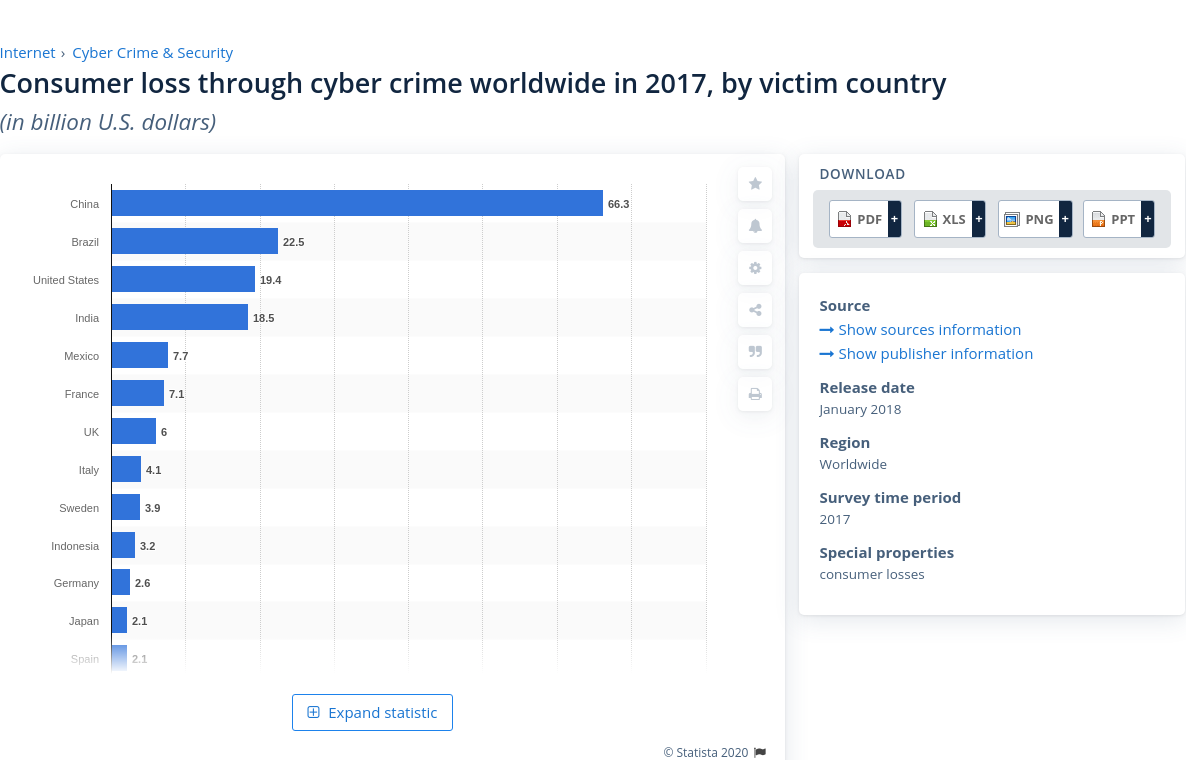 Internet › Cyber Crime & Security
Consumer loss through cyber crime worldwide in 2017, by victim country
(in billion U.S. dollars)
China 66.3
Brazil 22.5
United States 19.4
India 18.5
Mexico 7.7
France 7.1
UK 6
Italy 4.1
Sweden 3.9
Indonesia 3.2
Germany 2.6
Japan 2.1
Spain 2.1
Expand statistic
© Statista 2020
DOWNLOAD
PDF + XLS + PNG + PPT +
Source
Show sources information
Show publisher information
Release date
January 2018
Region
Worldwide
Survey time period
2017
Special properties
consumer losses